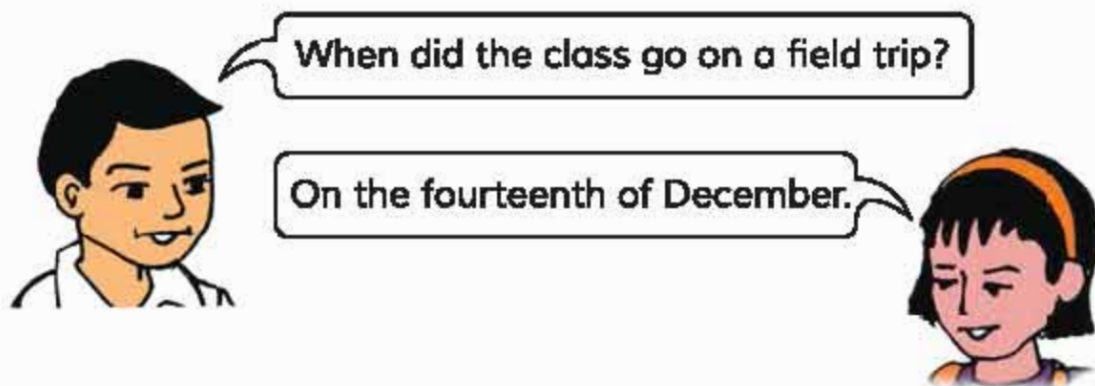 When did the class go on a field trip?
On the fourteenth of December.